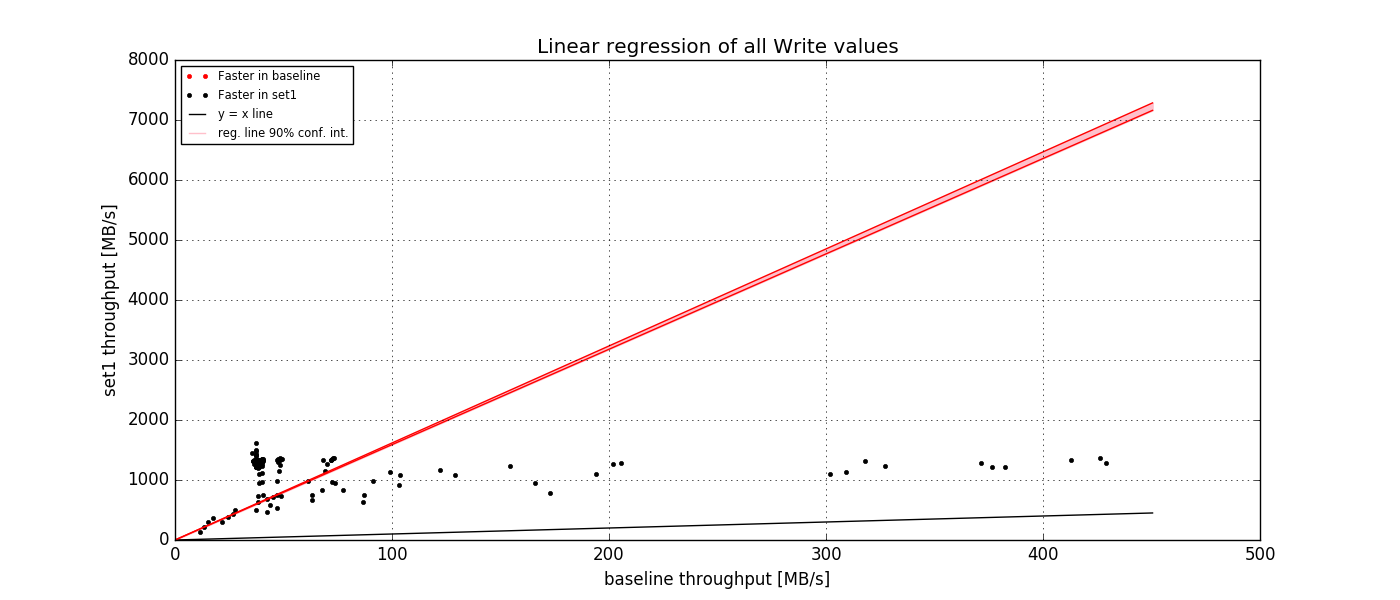 Linear regression of all Write values
8000
7000
6000
5000
4000
3000
2000
1000
0
set1 throughput [MB/s]
Faster in baseline
Faster in set1
y = x line
reg. line 90% conf. int.
0 100 200 300 400 500
baseline throughput [MB/s]